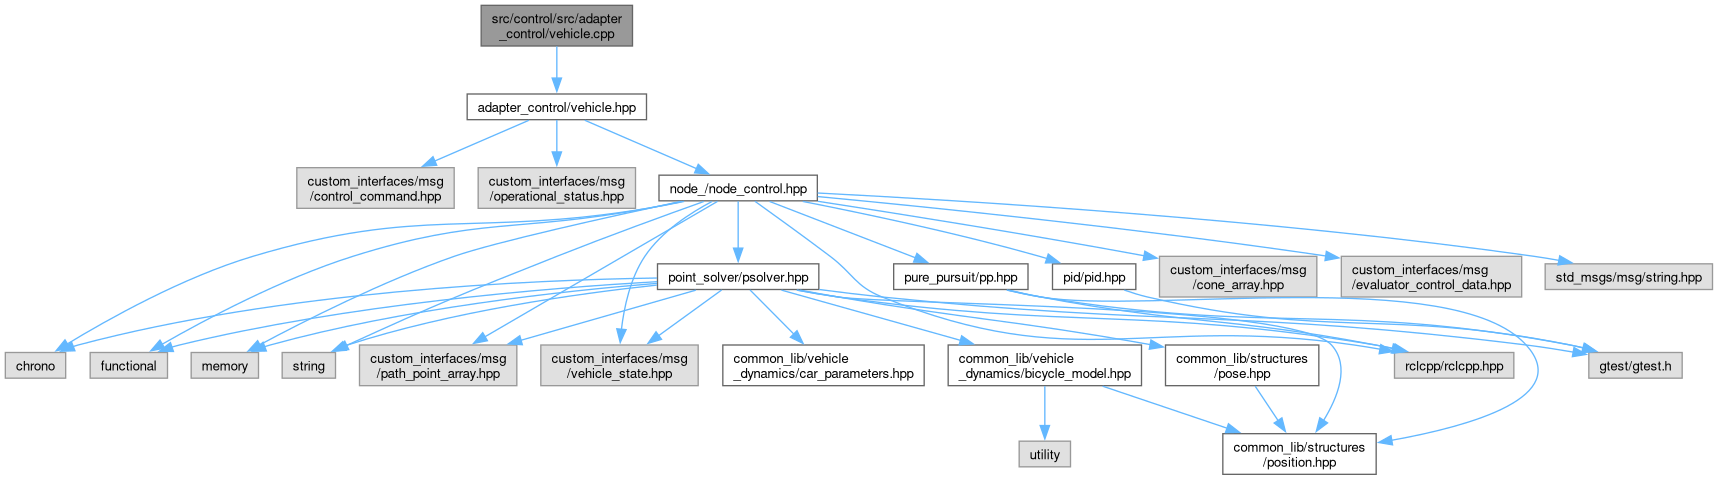 src/control/src/adapter
_control/vehicle.cpp
adapter_control/vehicle.hpp
custom_interfaces/msg
/control_command.hpp
custom_interfaces/msg
/operational_status.hpp
node_/node_control.hpp
point_solver/psolver.hpp
pure_pursuit/pp.hpp
pid/pid.hpp
custom_interfaces/msg
/cone_array.hpp
custom_interfaces/msg
/evaluator_control_data.hpp
std_msgs/msg/string.hpp
chrono
functional
memory
string
custom_interfaces/msg
/path_point_array.hpp
custom_interfaces/msg
/vehicle_state.hpp
common_lib/vehicle
_dynamics/car_parameters.hpp
common_lib/vehicle
_dynamics/bicycle_model.hpp
common_lib/structures
/pose.hpp
rclcpp/rclcpp.hpp
gtest/gtest.h
utility
common_lib/structures
/position.hpp